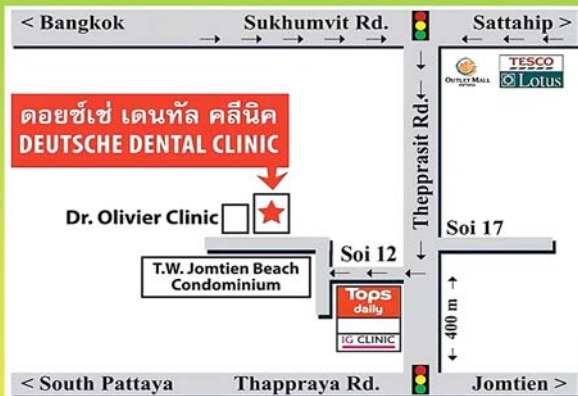 < Bangkok
Sukhumvit Rd.
Sattahip >
OUTLET MALL
TESCO
Lotus
ดอยช์เช่ เดนทัล คลีนิค
DEUTSCHE DENTAL CLINIC
Thepprasit Rd.
Dr. Olivier Clinic
Soi 17
Soi 12
T.W. Jomtien Beach
Condominium
Tops
daily
IG CLINIC
400 m
< South Pattaya
Thappraya Rd.
Jomtien >